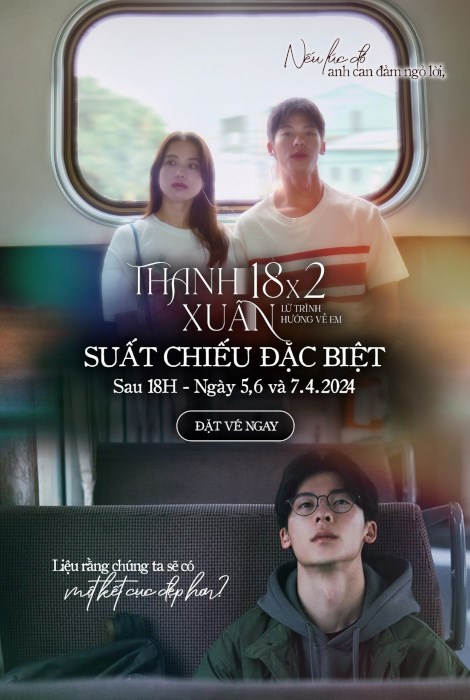 Nếu lúc đó
anh can đảm ngỏ lời,
THANH 18x2
XUÂN
LỮ TRÌNH
HƯỚNG VỀ EM
SUẤT CHIẾU ĐẶC BIỆT
Sau 18H - Ngày 5,6 và 7.4.2024
ĐẶT VÉ NGAY
Liệu rằng chúng ta sẽ có
một kết cục đẹp hơn?